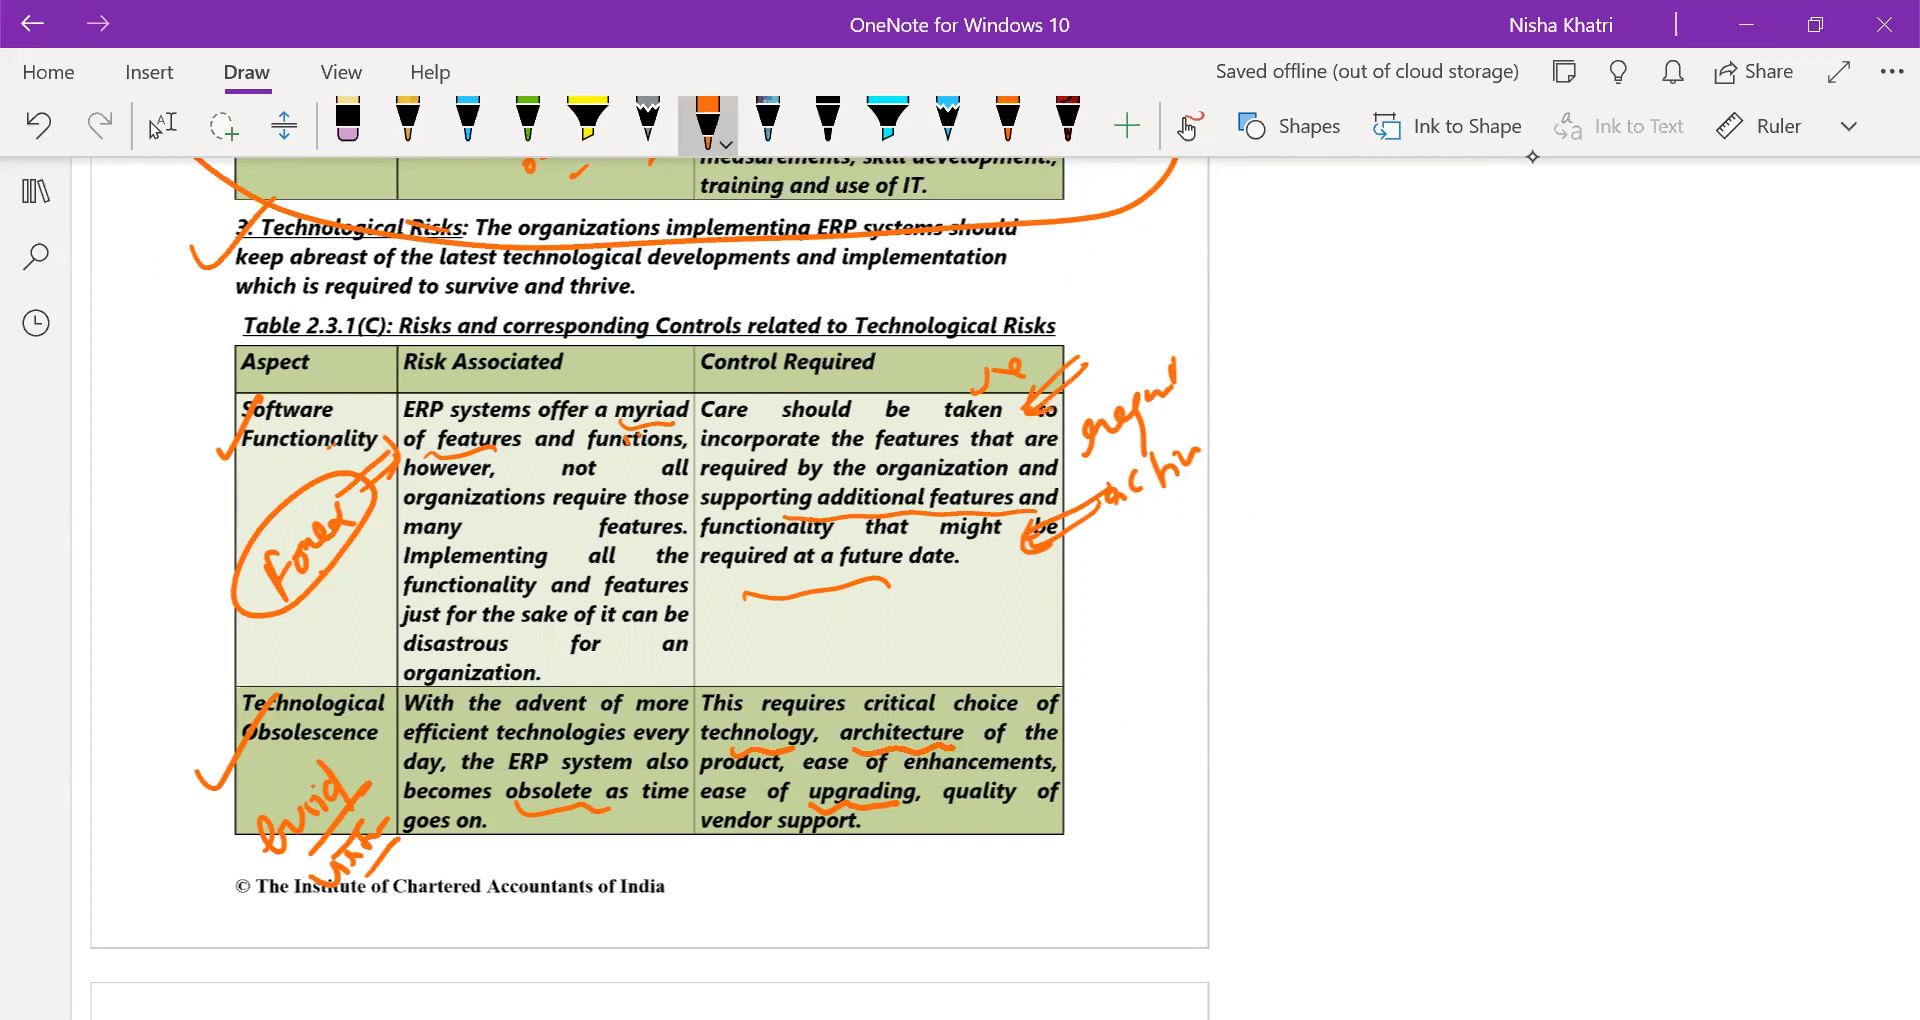 OneNote for Windows 10
Nisha Khatri
Home Insert Draw View Help
Saved offline (out of cloud storage)
Share
Shapes
Ink to Shape
Ink to Text
Ruler
measurements, skill development.,
training and use of IT.
3. Technological Risks: The organizations implementing ERP systems should
keep abreast of the latest technological developments and implementation
which is required to survive and thrive.
Table 2.3.1(C): Risks and corresponding Controls related to Technological Risks
Aspect
Risk Associated
Control Required
Software
Functionality
ERP systems offer a myriad
of features and functions,
however, not all
organizations require those
many features.
Implementing all the
functionality and features
just for the sake of it can be
disastrous for an
organization.
Care should be taken to
incorporate the features that are
required by the organization and
supporting additional features and
functionality that might be
required at a future date.
Technological
Obsolescence
With the advent of more
efficient technologies every
day, the ERP system also
becomes obsolete as time
goes on.
This requires critical choice of
technology, architecture of the
product, ease of enhancements,
ease of upgrading, quality of
vendor support.
© The Institute of Chartered Accountants of India